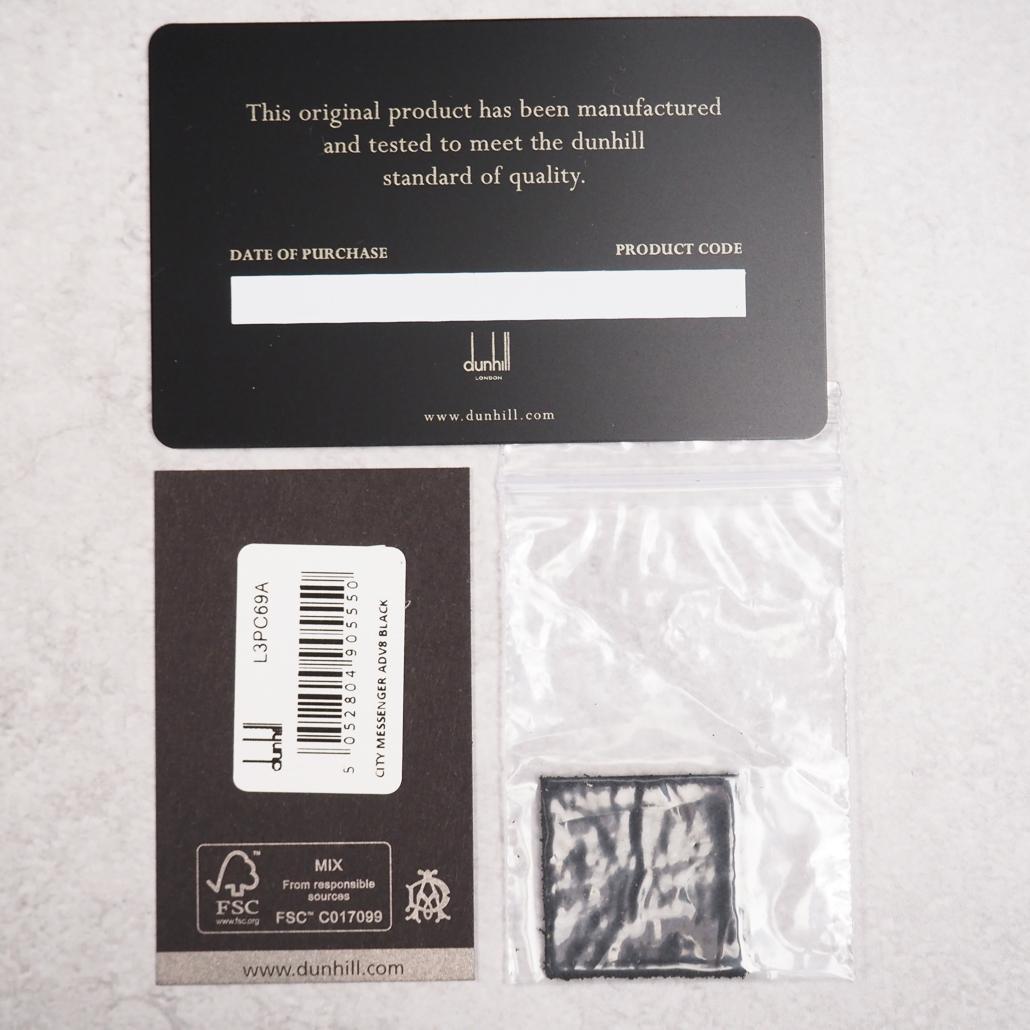 This original product has been manufactured
and tested to meet the dunhill
standard of quality.
DATE OF PURCHASE PRODUCT CODE
dunhill
LONDON
www.dunhill.com
dunhill L3PC69A
5 052804 905550
CITY MESSENGER ADV8 BLACK
FSC™
www.fsc.org
MIX
From responsible
sources
FSC™ C017099
www.dunhill.com